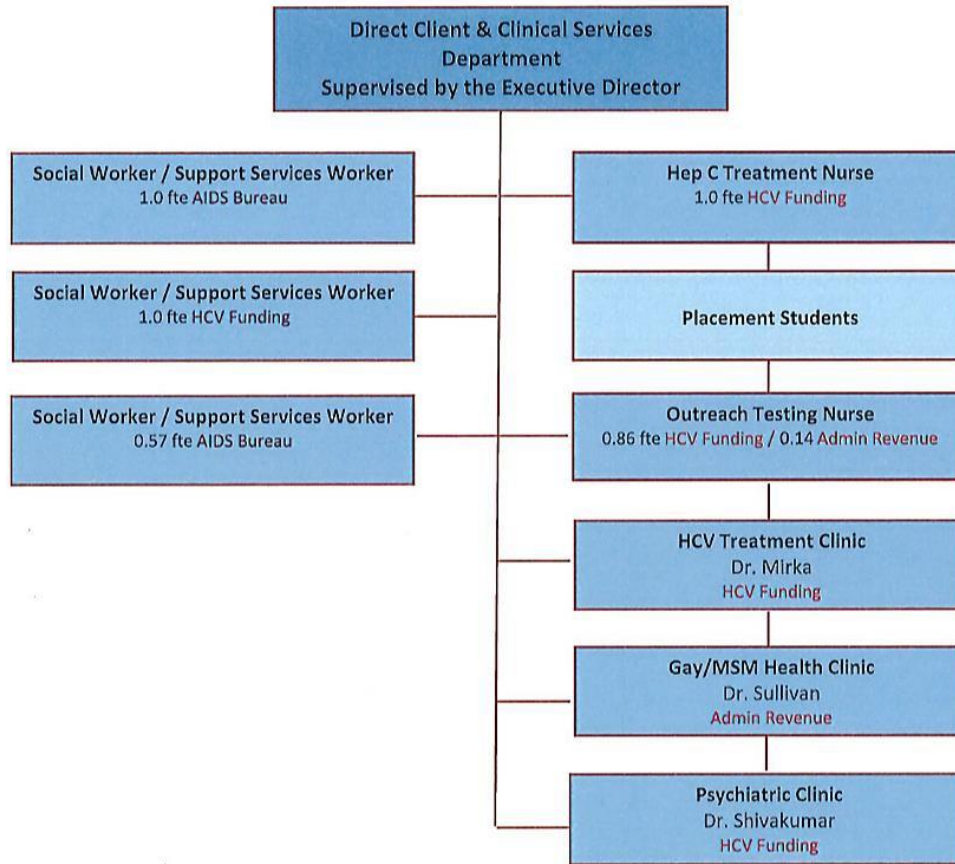 Direct Client & Clinical Services
Department
Supervised by the Executive Director
Social Worker / Support Services Worker
1.0 fte AIDS Bureau
Social Worker / Support Services Worker
1.0 fte HCV Funding
Social Worker / Support Services Worker
0.57 fte AIDS Bureau
Hep C Treatment Nurse
1.0 fte HCV Funding
Placement Students
Outreach Testing Nurse
0.86 fte HCV Funding / 0.14 Admin Revenue
HCV Treatment Clinic
Dr. Mirka
HCV Funding
Gay/MSM Health Clinic
Dr. Sullivan
Admin Revenue
Psychiatric Clinic
Dr. Shivakumar
HCV Funding